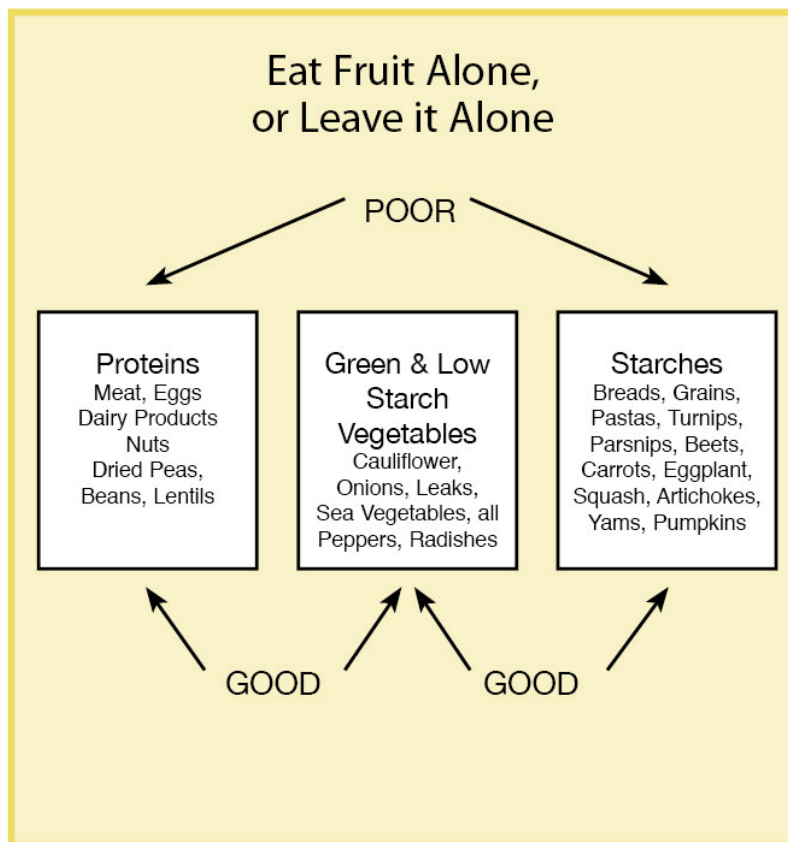 Eat Fruit Alone,
or Leave it Alone
POOR
Proteins
Meat, Eggs
Dairy Products
Nuts
Dried Peas,
Beans, Lentils
Green & Low
Starch
Vegetables
Cauliflower,
Onions, Leaks,
Sea Vegetables, all
Peppers, Radishes
Starches
Breads, Grains,
Pastas, Turnips,
Parsnips, Beets,
Carrots, Eggplant,
Squash, Artichokes,
Yams, Pumpkins
GOOD
GOOD